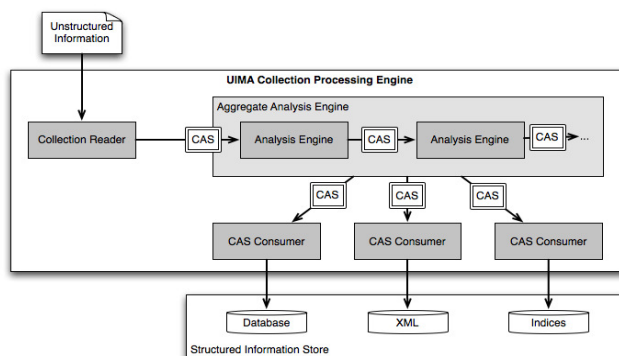 Unstructured
Information
UIMA Collection Processing Engine
Aggregate Analysis Engine
Collection Reader
CAS
Analysis Engine
CAS
Analysis Engine
CAS
...
CAS
CAS
CAS
CAS Consumer
CAS Consumer
CAS Consumer
Database
XML
Indices
Structured Information Store